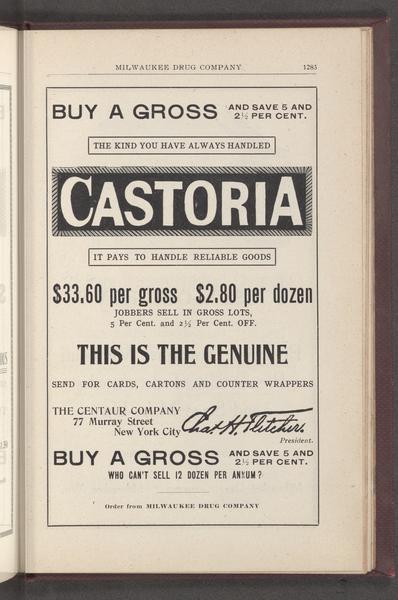 MILWAUKEE DRUG COMPANY 1285
BUY A GROSS AND SAVE 5 AND 2½ PER CENT.
THE KIND YOU HAVE ALWAYS HANDLED
CASTORIA
IT PAYS TO HANDLE RELIABLE GOODS
$33.60 per gross $2.80 per dozen
JOBBERS SELL IN GROSS LOTS,
5 Per Cent. and 2½ Per Cent. OFF.
THIS IS THE GENUINE
SEND FOR CARDS, CARTONS AND COUNTER WRAPPERS
THE CENTAUR COMPANY
77 Murray Street
New York City
Chas. H. Fletcher.
President.
BUY A GROSS AND SAVE 5 AND 2½ PER CENT.
WHO CAN'T SELL 12 DOZEN PER ANNUM?
Order from MILWAUKEE DRUG COMPANY